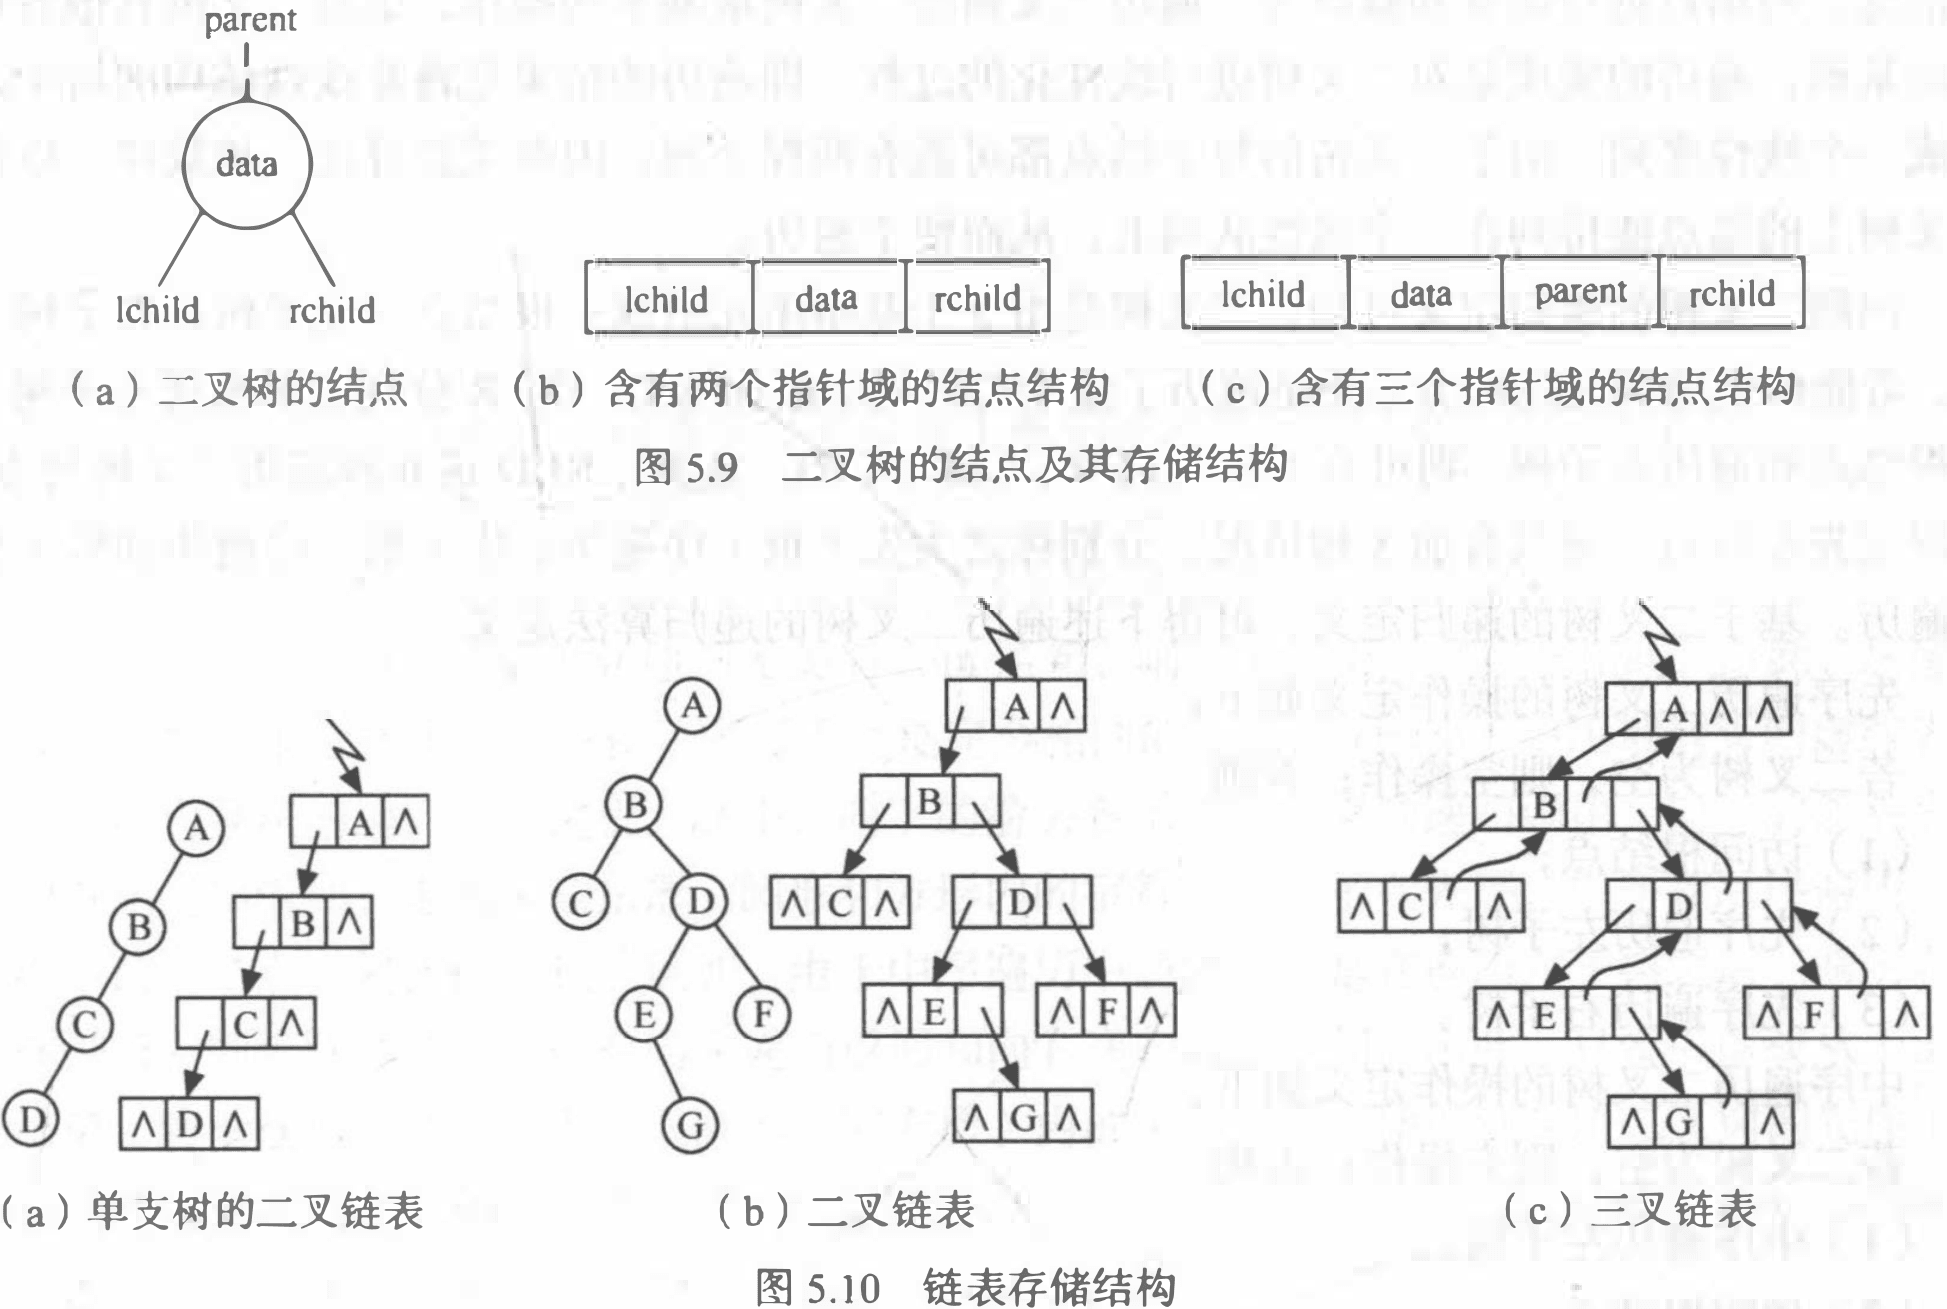 parent
data
lchild rchild
lchild data rchild
lchild data parent rchild
（a）二叉树的结点
（b）含有两个指针域的结点结构
（c）含有三个指针域的结点结构
图 5.9 二叉树的结点及其存储结构
A
B
C
D
A ∧
B ∧
C ∧
∧ D ∧
（a）单支树的二叉链表
A
B
C D
E F
G
A ∧
B
∧ C ∧ D
∧ E ∧ F ∧
∧ G ∧
（b）二叉链表
A ∧ ∧
B
∧ C ∧ D
∧ E ∧ F ∧
∧ G ∧
（c）三叉链表
图 5.10 链表存储结构